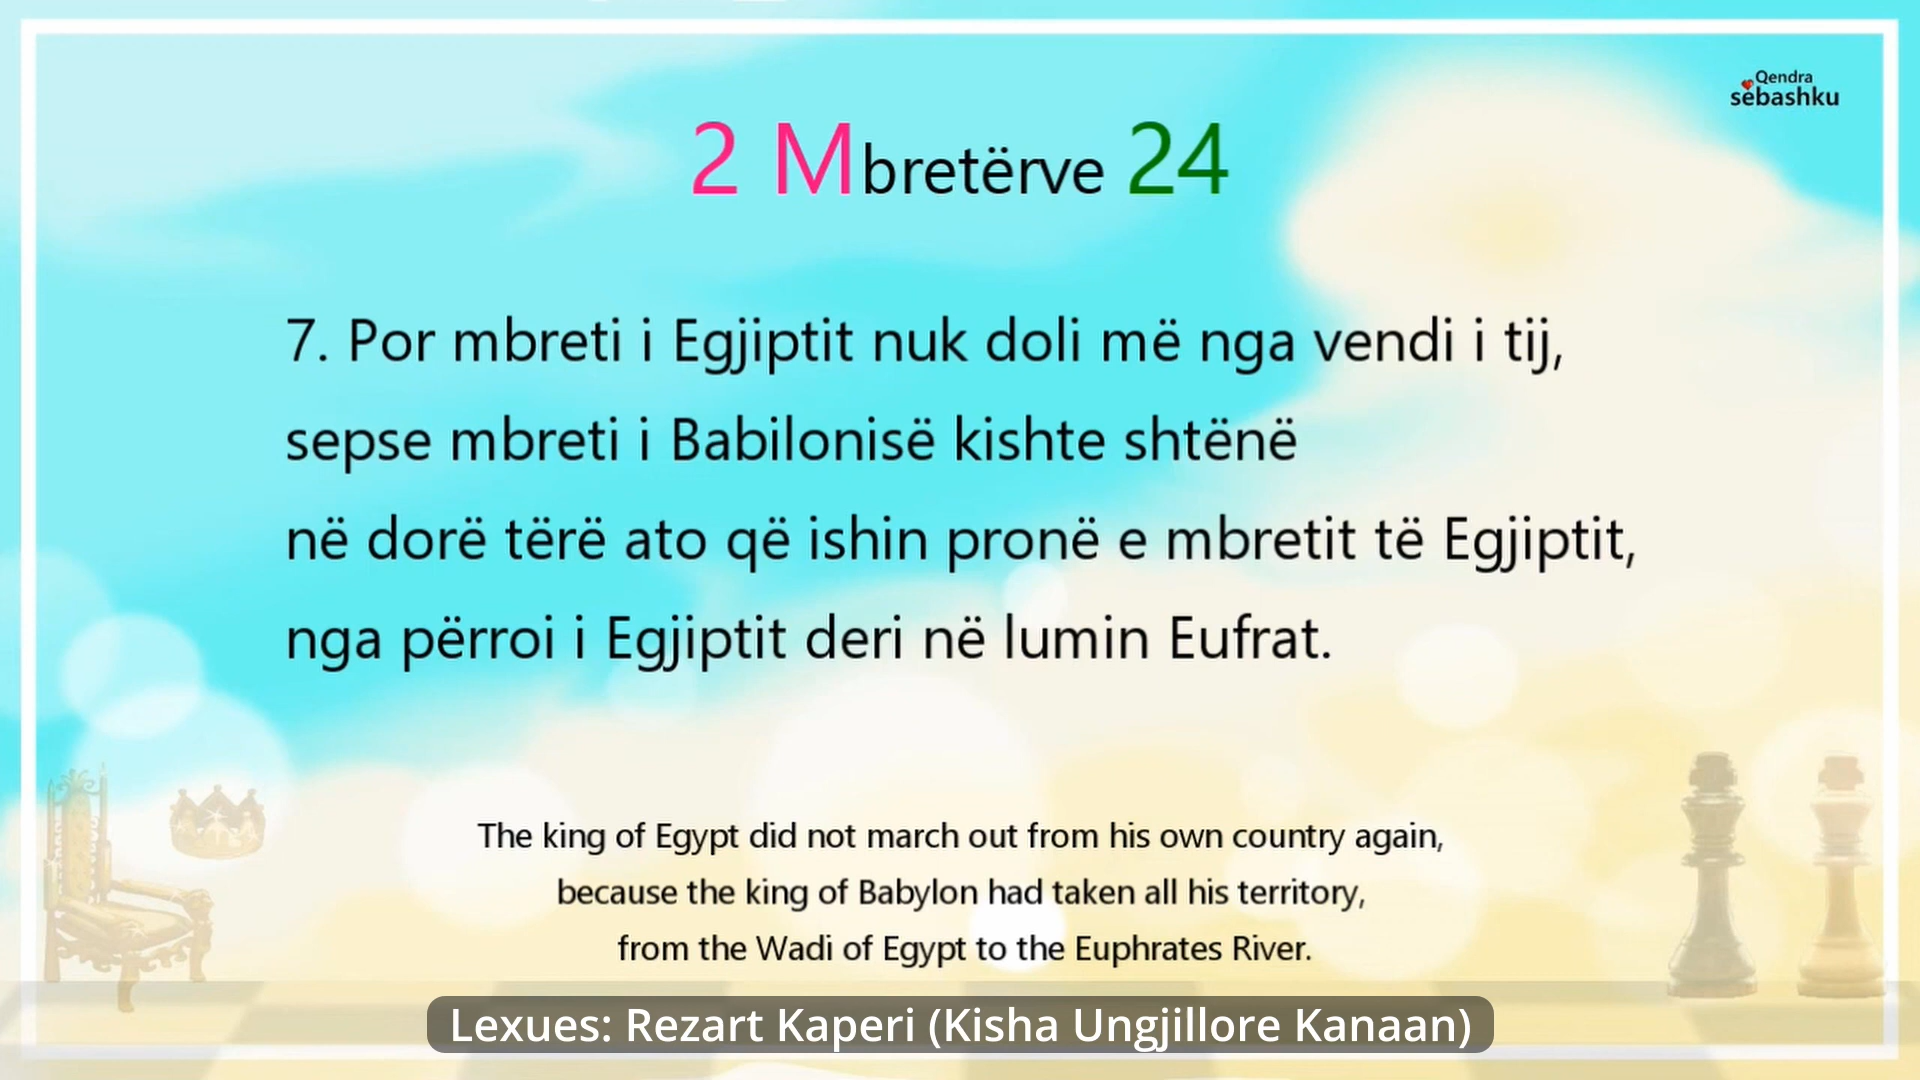 Qendra
sëbashku
2 Mbretërve 24
7. Por mbreti i Egjiptit nuk doli më nga vendi i tij,
sepse mbreti i Babilonisë kishte shtënë
në dorë tërë ato që ishin pronë e mbretit të Egjiptit,
nga përroi i Egjiptit deri në lumin Eufrat.
The king of Egypt did not march out from his own country again,
because the king of Babylon had taken all his territory,
from the Wadi of Egypt to the Euphrates River.
Lexues: Rezart Kaperi (Kisha Ungjillore Kanaan)